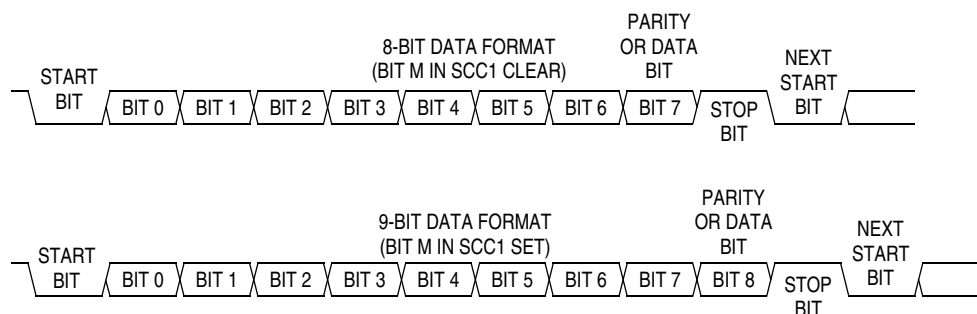 8-BIT DATA FORMAT
(BIT M IN SCC1 CLEAR)
PARITY
OR DATA
BIT
START
BIT
BIT 0
BIT 1
BIT 2
BIT 3
BIT 4
BIT 5
BIT 6
BIT 7
STOP
BIT
NEXT
START
BIT
9-BIT DATA FORMAT
(BIT M IN SCC1 SET)
PARITY
OR DATA
BIT
START
BIT
BIT 0
BIT 1
BIT 2
BIT 3
BIT 4
BIT 5
BIT 6
BIT 7
BIT 8
STOP
BIT
NEXT
START
BIT